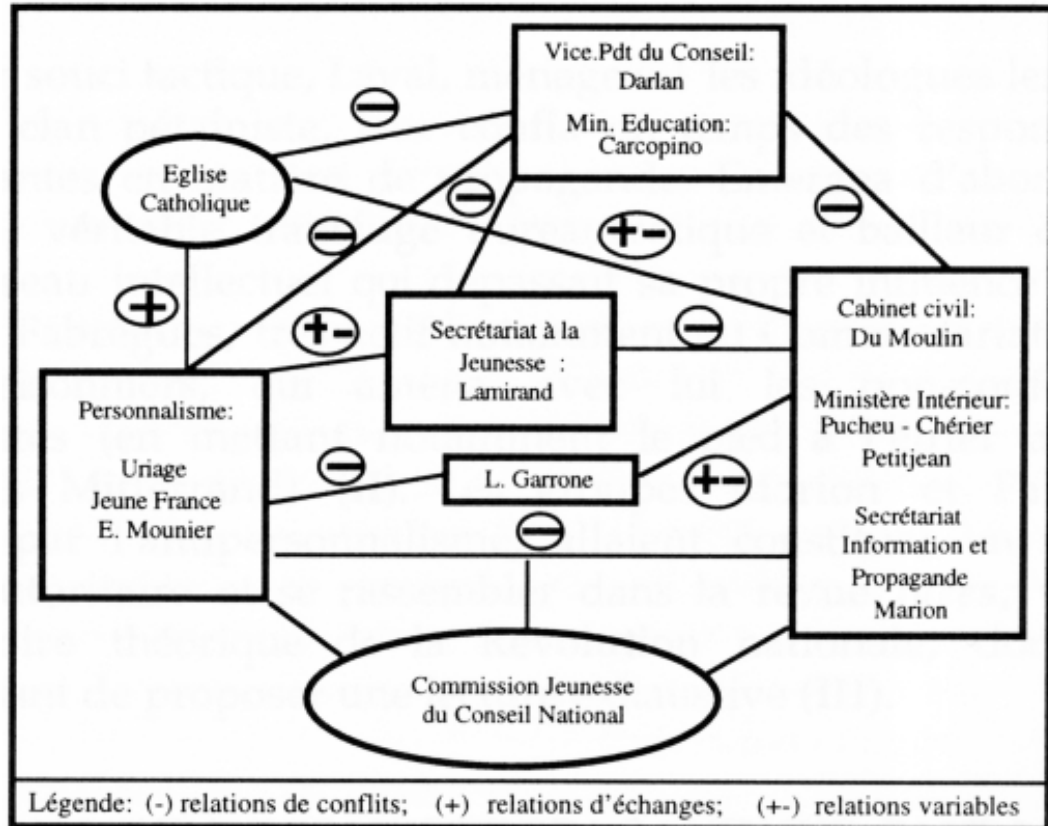 Vice.Pdt du Conseil:
Darlan
Min. Education:
Carcopino
Eglise
Catholique
Secrétariat à la
Jeunesse :
Lamirand
Cabinet civil:
Du Moulin
Ministère Intérieur:
Pucheu - Chérier
Petitjean
Secrétariat
Information et
Propagande
Marion
Personnalisme:
Uriage
Jeune France
E. Mounier
L. Garrone
Commission Jeunesse
du Conseil National
-
-
-
-
+-
-
+
+-
-
-
+-
-
Légende: (-) relations de conflits; (+) relations d'échanges; (+-) relations variables